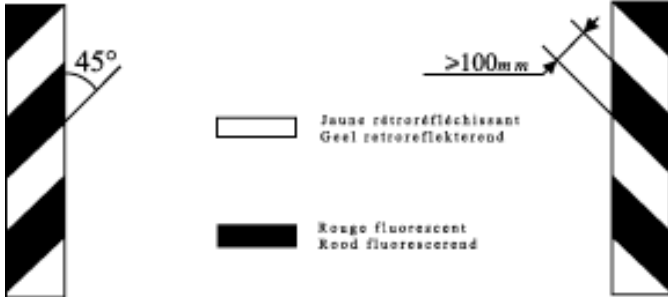 45°
>100mm
Jaune rétroréfléchissant
Geel retroreflekterend
Rouge fluorescent
Rood fluorescerend